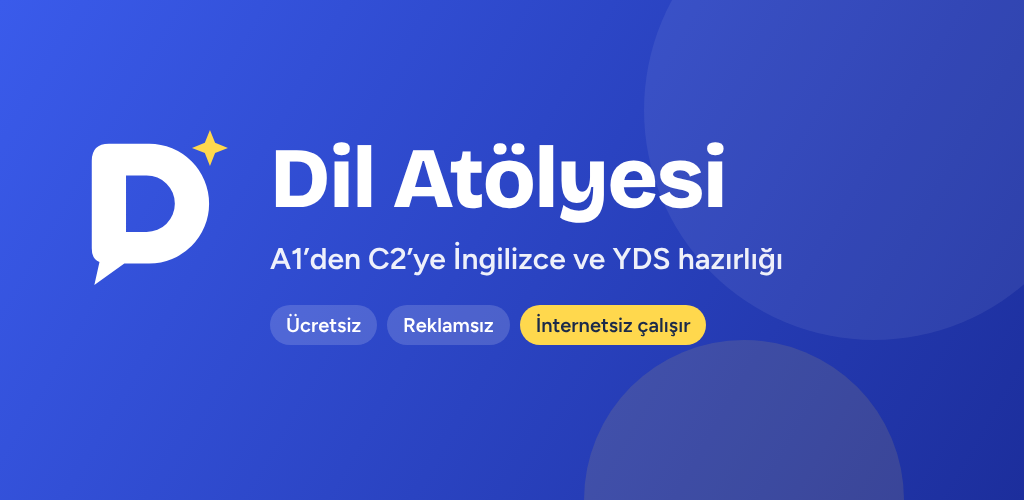 Dil Atölyesi
A1’den C2’ye İngilizce ve YDS hazırlığı
Ücretsiz Reklamsız İnternetsiz çalışır